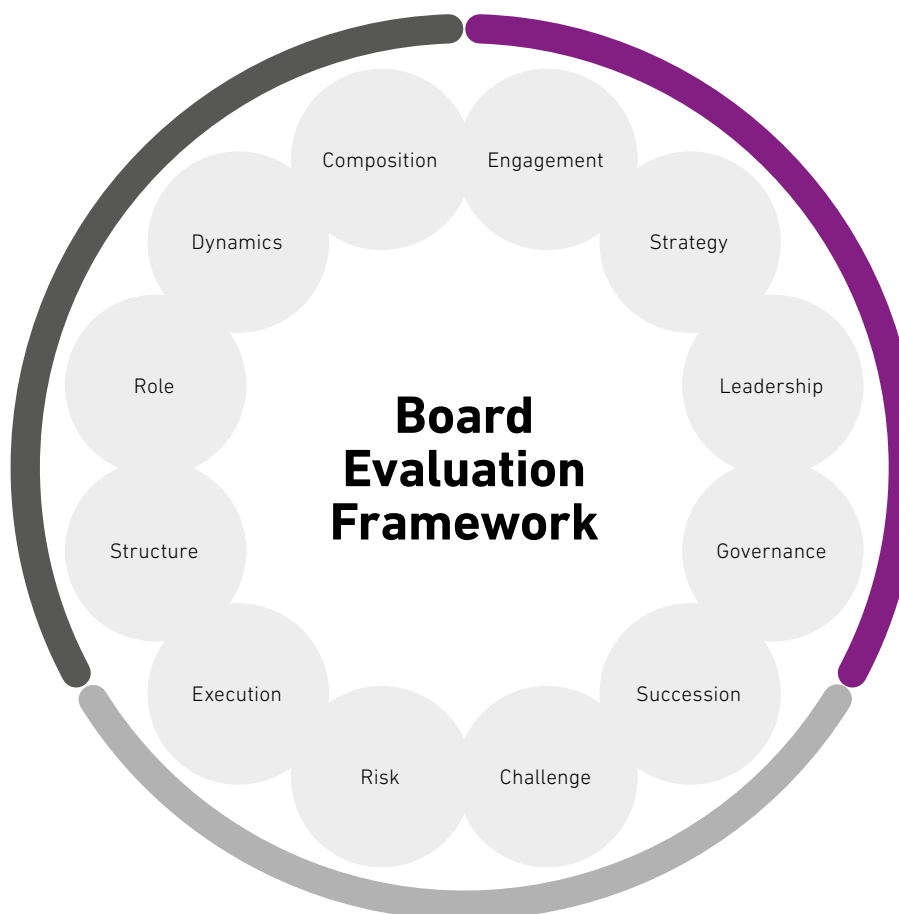 Composition
Engagement
Dynamics
Strategy
Role
Leadership
Board
Evaluation
Framework
Structure
Governance
Execution
Succession
Risk
Challenge